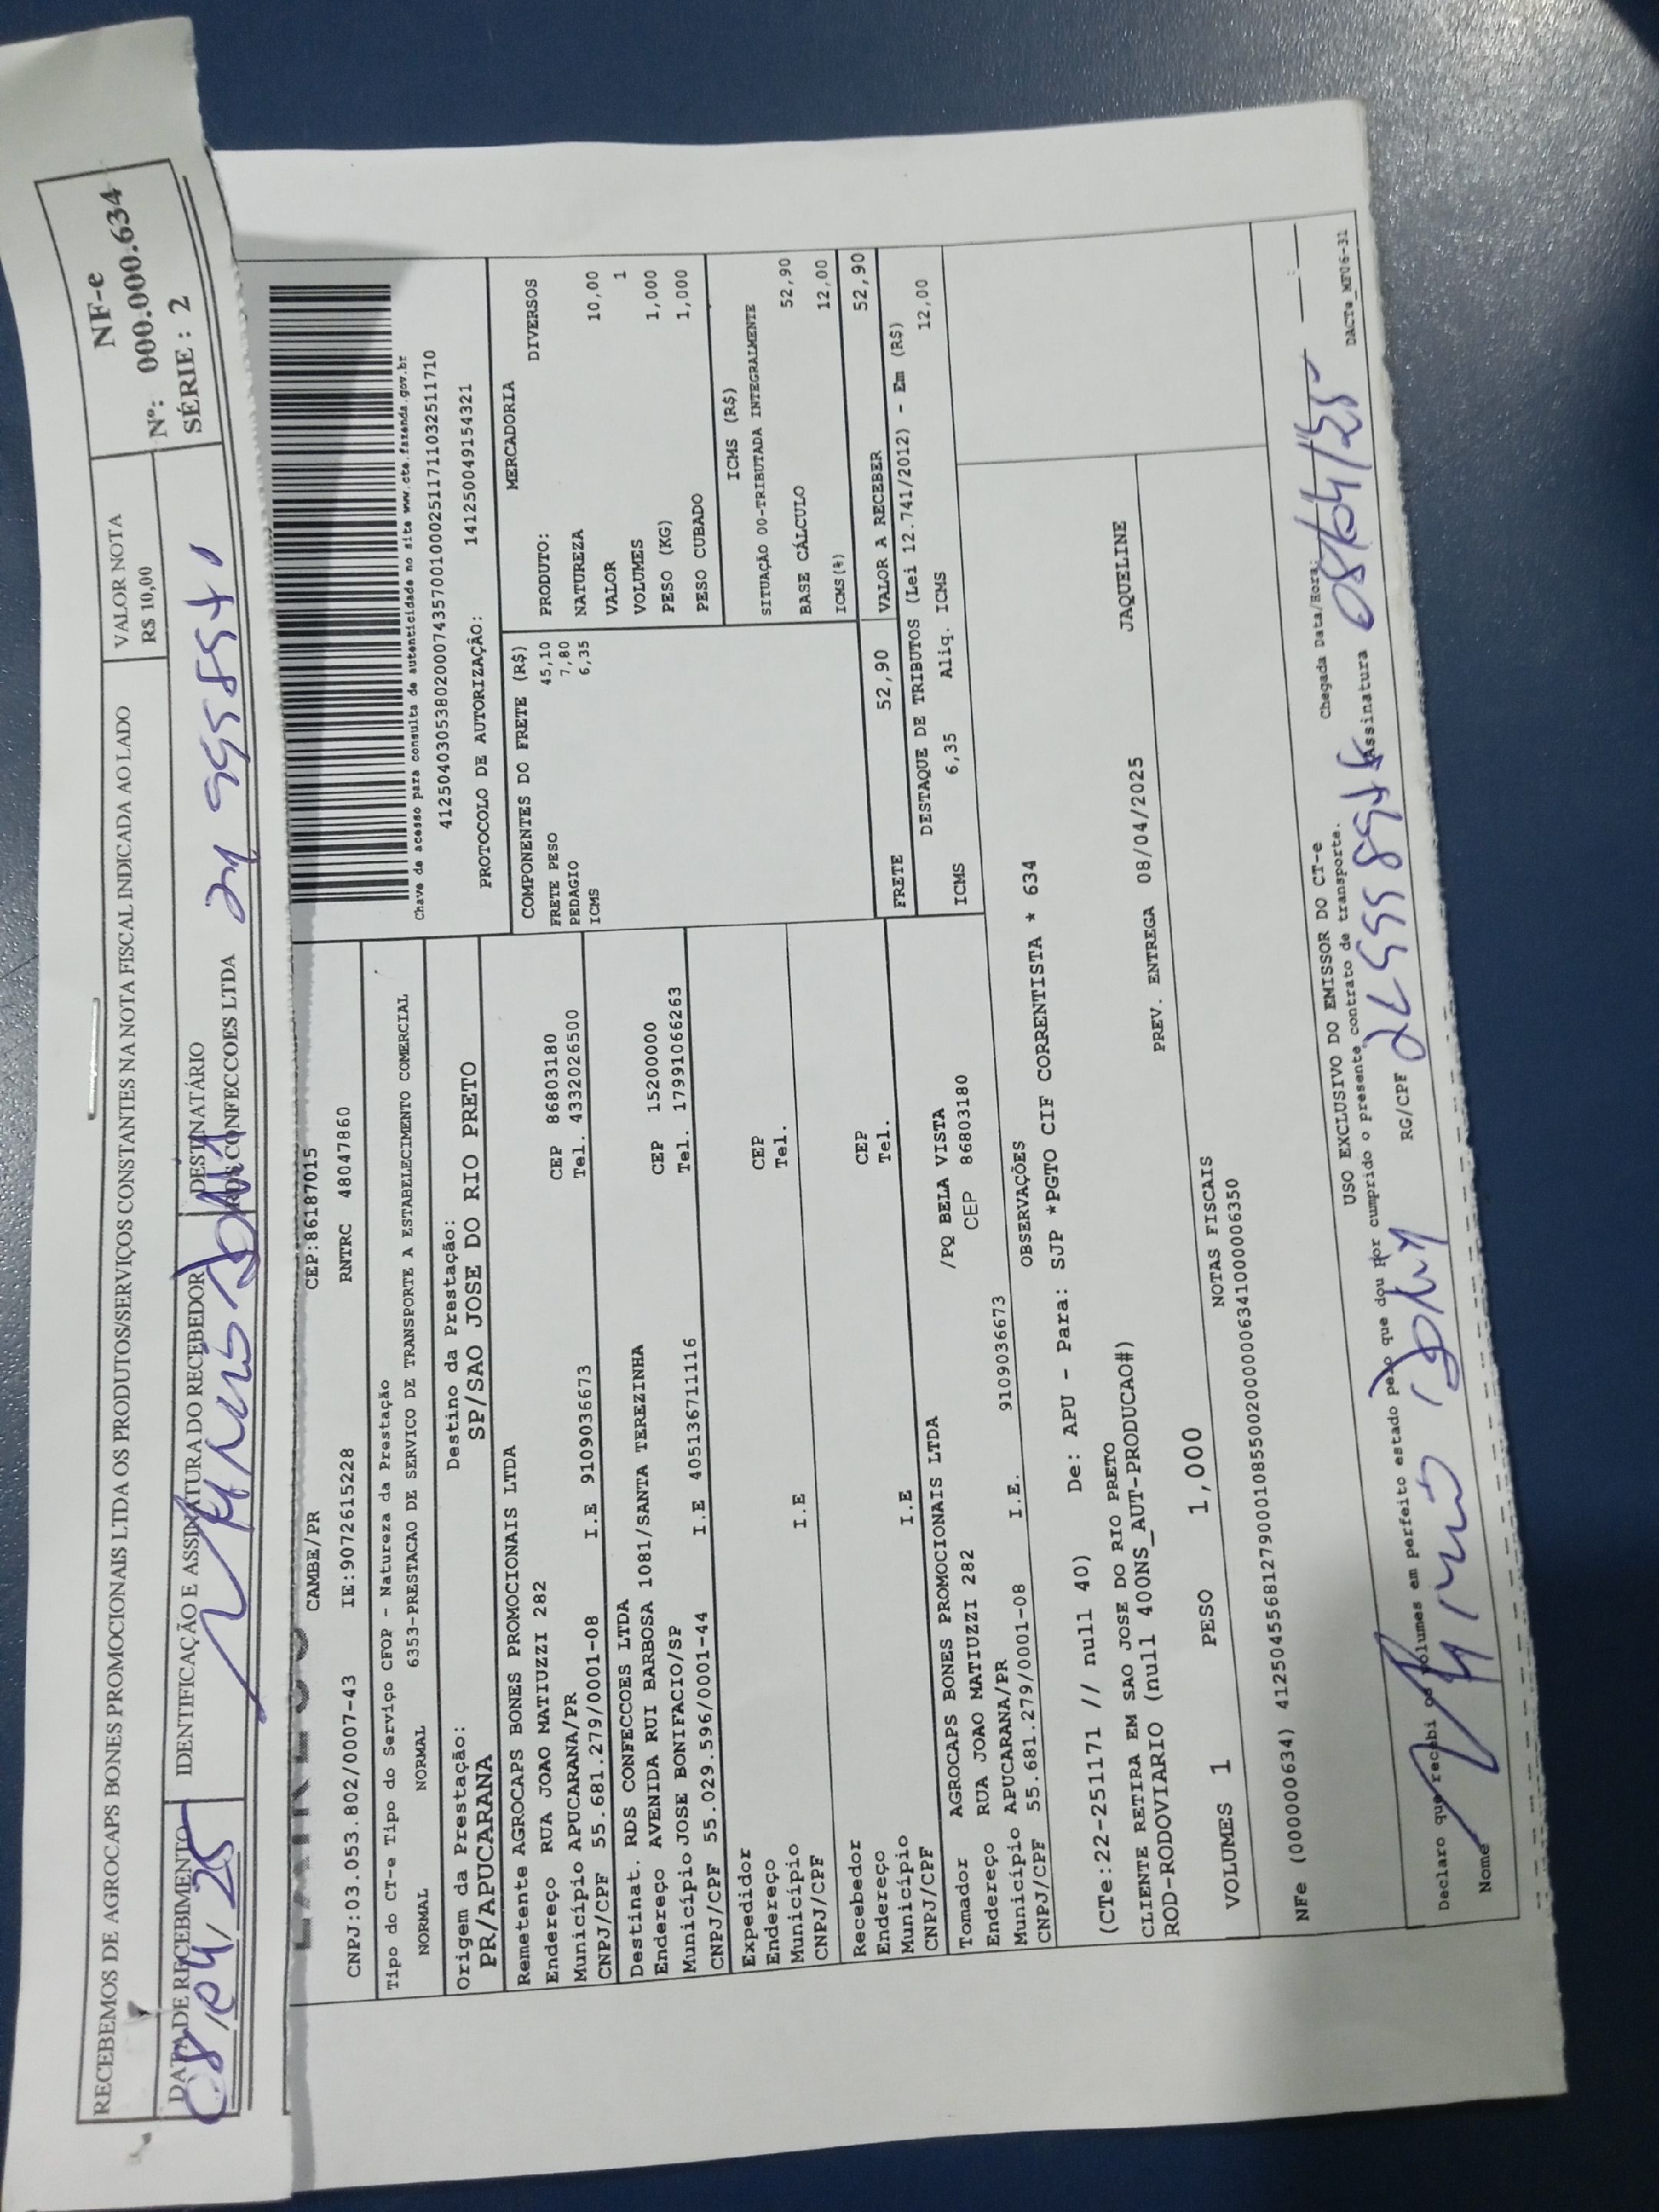 RECEBEMOS DE AGROCAPS BONES PROMOCIONAIS LTDA OS PRODUTOS/SERVIÇOS CONSTANTES NA NOTA FISCAL INDICADA AO LADO
VALOR NOTA
R$ 10,00
NF-e
Nº: 000.000.634
SÉRIE : 2
DATA DE RECEBIMENTO
08/04/25
IDENTIFICAÇÃO E ASSINATURA DO RECEBEDOR
DESTINATÁRIO
RDS CONFECCOES LTDA
CAMBE/PR CEP:86187015
CNPJ:03.053.802/0007-43 IE:9072615228 RNTRC 48047860
Tipo do CT-e Tipo do Serviço CFOP - Natureza da Prestação
NORMAL NORMAL 6353-PRESTACAO DE SERVICO DE TRANSPORTE A ESTABELECIMENTO COMERCIAL
Origem da Prestação: Destino da Prestação:
PR/APUCARANA SP/SAO JOSE DO RIO PRETO
Chave de acesso para consulta de autenticidade no site www.cte.fazenda.gov.br
41250403053802000743570010002511711032511710
PROTOCOLO DE AUTORIZAÇÃO: 141250049154321
Remetente AGROCAPS BONES PROMOCIONAIS LTDA
Endereço RUA JOAO MATIUZZI 282 CEP 86803180
Município APUCARANA/PR Tel. 4332026500
CNPJ/CPF 55.681.279/0001-08 I.E 9109036673
Destinat. RDS CONFECCOES LTDA
Endereço AVENIDA RUI BARBOSA 1081/SANTA TEREZINHA CEP 15200000
Município JOSE BONIFACIO/SP Tel. 17991066263
CNPJ/CPF 55.029.596/0001-44 I.E 405136711116
Expedidor
Endereço CEP
Município Tel.
CNPJ/CPF I.E
Recebedor
Endereço CEP
Município Tel.
CNPJ/CPF I.E
COMPONENTES DO FRETE (R$)
FRETE PESO 45,10
PEDAGIO 7,80
ICMS 6,35
MERCADORIA
PRODUTO: DIVERSOS
NATUREZA
VALOR 10,00
VOLUMES 1
PESO (KG) 1,000
PESO CUBADO 1,000
ICMS (R$)
SITUAÇÃO 00-TRIBUTADA INTEGRALMENTE
BASE CÁLCULO 52,90
ICMS(%) 12,00
FRETE 52,90 VALOR A RECEBER 52,90
DESTAQUE DE TRIBUTOS (Lei 12.741/2012) - Em (R$)
ICMS 6,35 Aliq. ICMS 12,00
Tomador AGROCAPS BONES PROMOCIONAIS LTDA
Endereço RUA JOAO MATIUZZI 282 /PQ BELA VISTA
Município APUCARANA/PR CEP 86803180
CNPJ/CPF 55.681.279/0001-08 I.E. 9109036673
OBSERVAÇÕES
(CTe:22-251171 // null 40) De: APU - Para: SJP *PGTO CIF CORRENTISTA * 634
CLIENTE RETIRA EM SAO JOSE DO RIO PRETO
ROD-RODOVIARIO (null 400NS_AUT-PRODUCAO#)
PREV. ENTREGA 08/04/2025 JAQUELINE
VOLUMES 1 PESO 1,000
NOTAS FISCAIS
NFe (000000634) 41250455681279000108550020000006341000006350
USO EXCLUSIVO DO EMISSOR DO CT-e
Declaro que recebi os volumes em perfeito estado pelo que dou por cumprido o presente contrato de transporte.
Chegada Data/Hora: 08/04/25
Nome RG/CPF Assinatura
DACTe_MF06-31